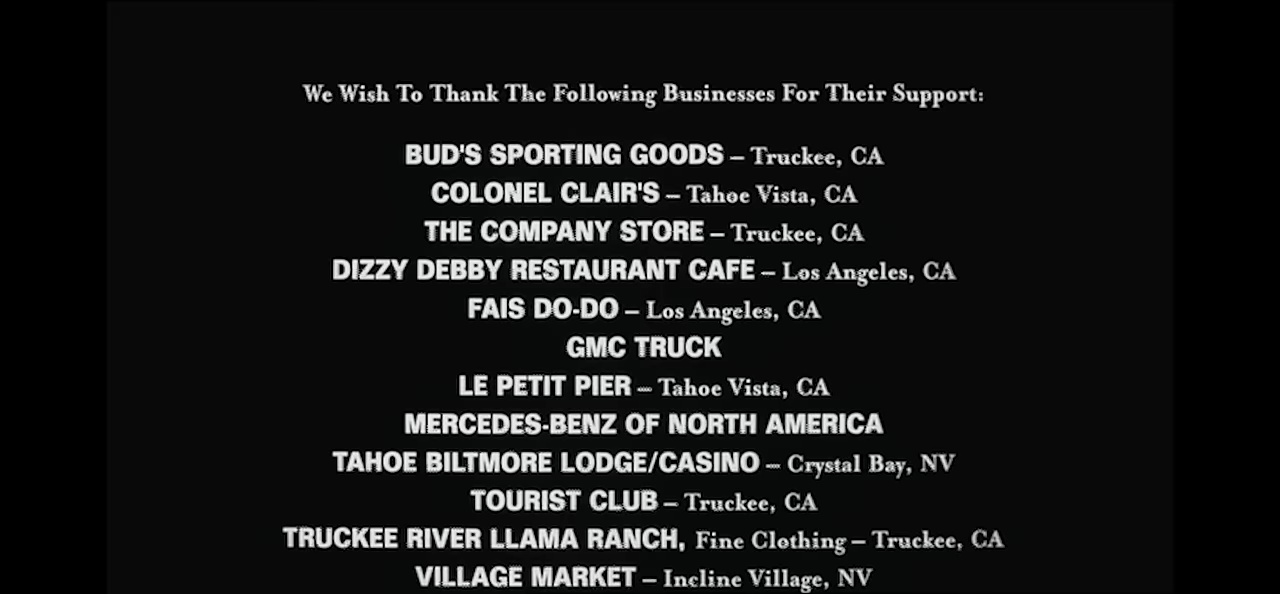 We Wish To Thank The Following Businesses For Their Support:
BUD'S SPORTING GOODS – Truckee, CA
COLONEL CLAIR'S – Tahoe Vista, CA
THE COMPANY STORE – Truckee, CA
DIZZY DEBBY RESTAURANT CAFE – Los Angeles, CA
FAIS DO-DO – Los Angeles, CA
GMC TRUCK
LE PETIT PIER – Tahoe Vista, CA
MERCEDES-BENZ OF NORTH AMERICA
TAHOE BILTMORE LODGE/CASINO – Crystal Bay, NV
TOURIST CLUB – Truckee, CA
TRUCKEE RIVER LLAMA RANCH, Fine Clothing – Truckee, CA
VILLAGE MARKET – Incline Village, NV